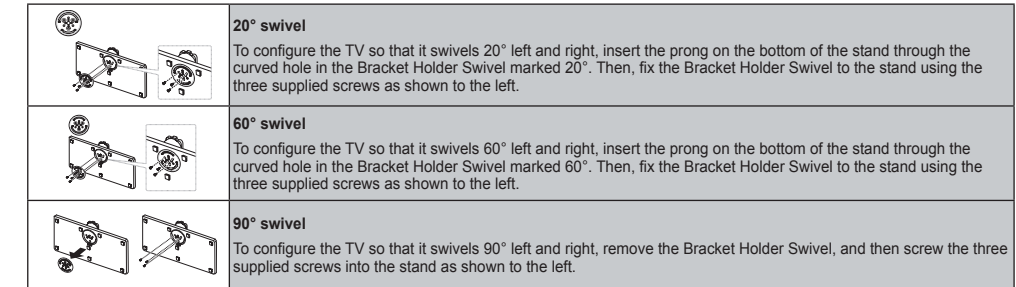 20° swivel
To configure the TV so that it swivels 20° left and right, insert the prong on the bottom of the stand through the
curved hole in the Bracket Holder Swivel marked 20°. Then, fix the Bracket Holder Swivel to the stand using the
three supplied screws as shown to the left.
60° swivel
To configure the TV so that it swivels 60° left and right, insert the prong on the bottom of the stand through the
curved hole in the Bracket Holder Swivel marked 60°. Then, fix the Bracket Holder Swivel to the stand using the
three supplied screws as shown to the left.
90° swivel
To configure the TV so that it swivels 90° left and right, remove the Bracket Holder Swivel, and then screw the three
supplied screws into the stand as shown to the left.